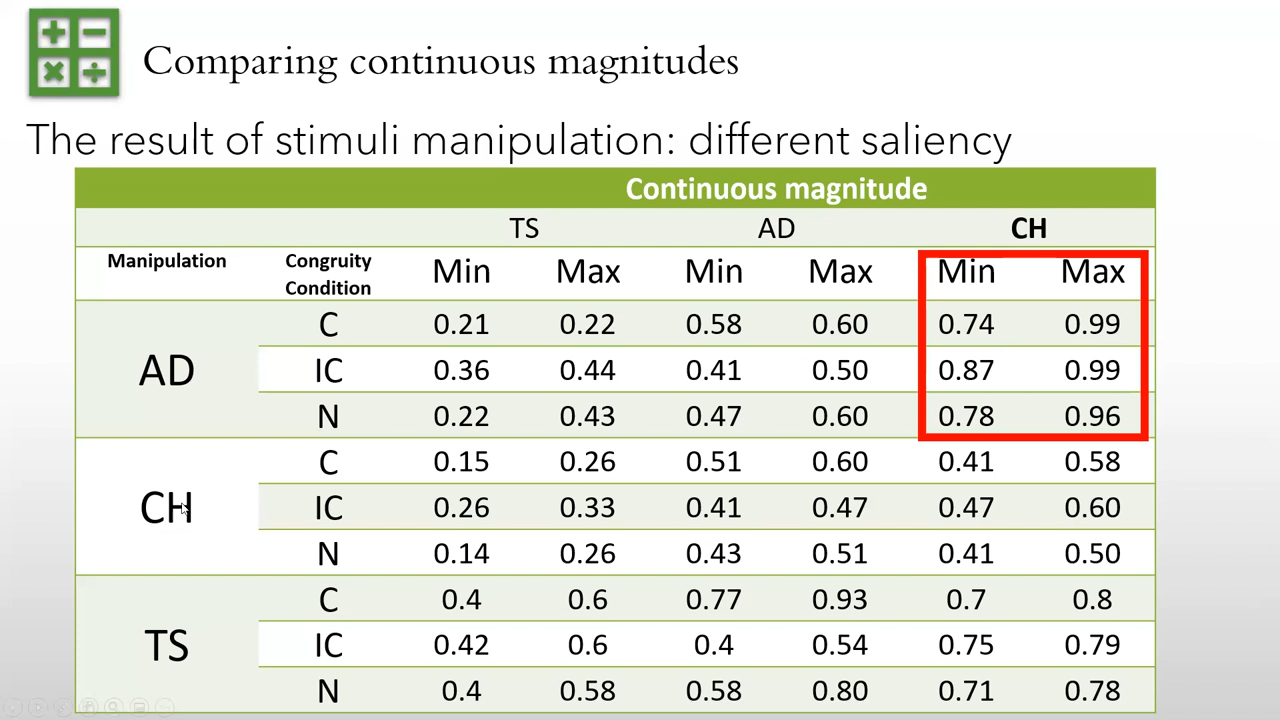 Comparing continuous magnitudes
The result of stimuli manipulation: different saliency
Continuous magnitude
TS AD CH
Manipulation Congruity Condition Min Max Min Max Min Max
AD C 0.21 0.22 0.58 0.60 0.74 0.99
IC 0.36 0.44 0.41 0.50 0.87 0.99
N 0.22 0.43 0.47 0.60 0.78 0.96
CH C 0.15 0.26 0.51 0.60 0.41 0.58
IC 0.26 0.33 0.41 0.47 0.47 0.60
N 0.14 0.26 0.43 0.51 0.41 0.50
TS C 0.4 0.6 0.77 0.93 0.7 0.8
IC 0.42 0.6 0.4 0.54 0.75 0.79
N 0.4 0.58 0.58 0.80 0.71 0.78